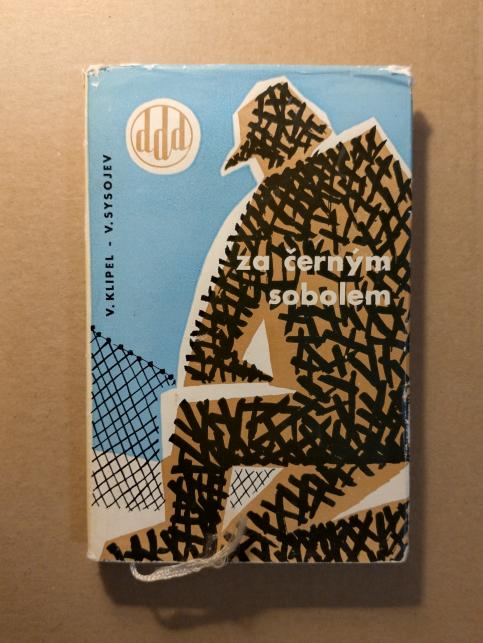 ddd
V. KLIPEL - V. SYSOJEV
za černým
sobolem